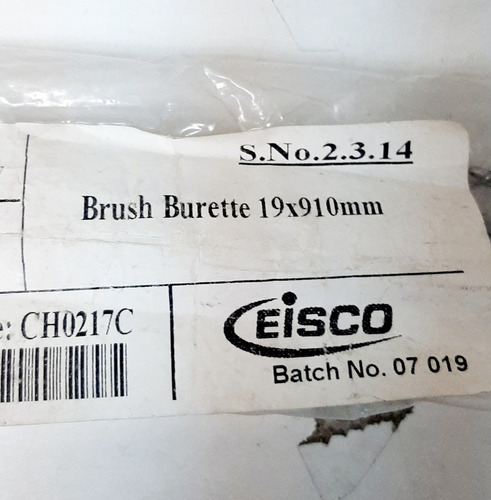 S.No.2.3.14
Brush Burette 19x910mm
e: CH0217C
EISCO
Batch No. 07 019